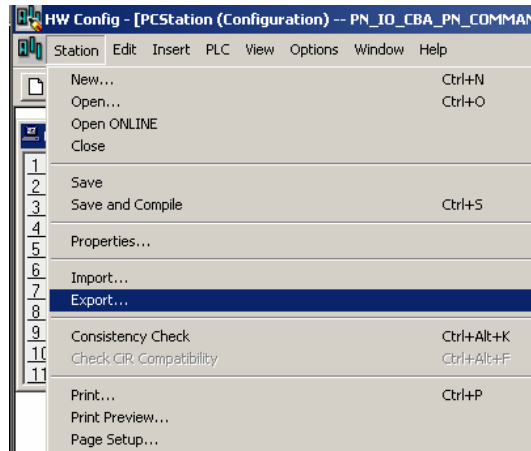 HW Config - [PCStation (Configuration) -- PN_IO_CBA_PN_COMMAN
Station Edit Insert PLC View Options Window Help
New... Ctrl+N
Open... Ctrl+O
Open ONLINE
Close
1
2
Save
3
Save and Compile Ctrl+S
4
5
Properties...
6
Import...
7
Export...
8
9
Consistency Check Ctrl+Alt+K
10
Check CiR Compatibility Ctrl+Alt+F
11
Print... Ctrl+P
Print Preview...
Page Setup...